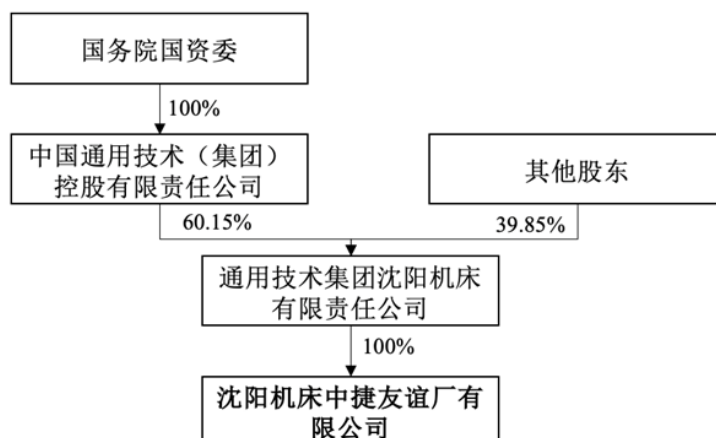 国务院国资委
100%
中国通用技术（集团）
控股有限责任公司
其他股东
60.15%
39.85%
通用技术集团沈阳机床
有限责任公司
100%
沈阳机床中捷友谊厂有
限公司